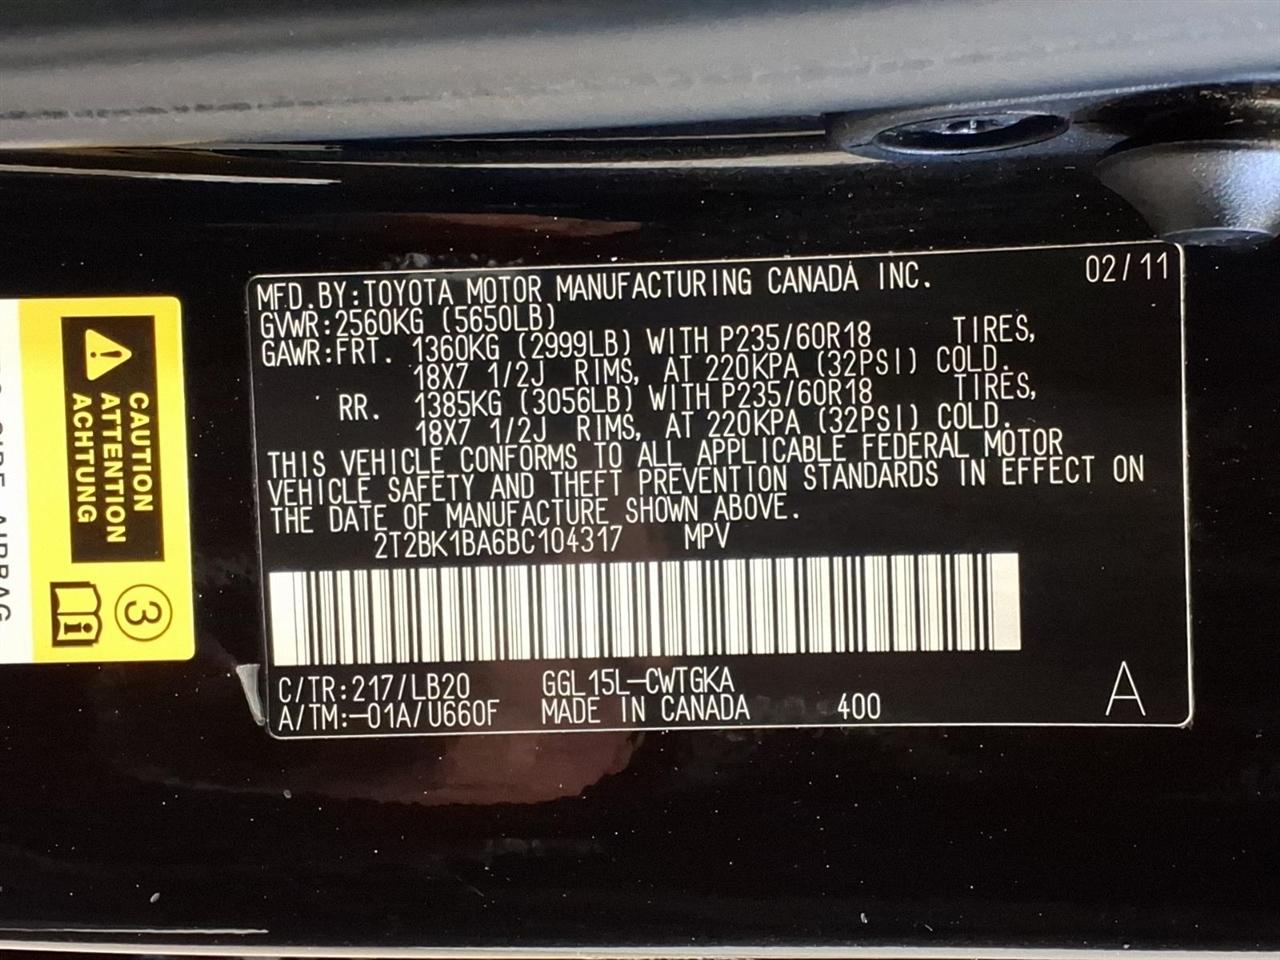 MFD.BY:TOYOTA MOTOR MANUFACTURING CANADA INC. 02/11
GVWR:2560KG (5650LB)
GAWR:FRT. 1360KG (2999LB) WITH P235/60R18 TIRES,
18X7 1/2J RIMS, AT 220KPA (32PSI) COLD.
RR. 1385KG (3056LB) WITH P235/60R18 TIRES,
18X7 1/2J RIMS, AT 220KPA (32PSI) COLD.
THIS VEHICLE CONFORMS TO ALL APPLICABLE FEDERAL MOTOR
VEHICLE SAFETY AND THEFT PREVENTION STANDARDS IN EFFECT ON
THE DATE OF MANUFACTURE SHOWN ABOVE.
2T2BK1BA6BC104317 MPV
C/TR:217/LB20 GGL15L-CWTGKA
A/TM:-01A/U660F MADE IN CANADA 400 A
CAUTION
ATTENTION
ACHTUNG
3
AIRBAG